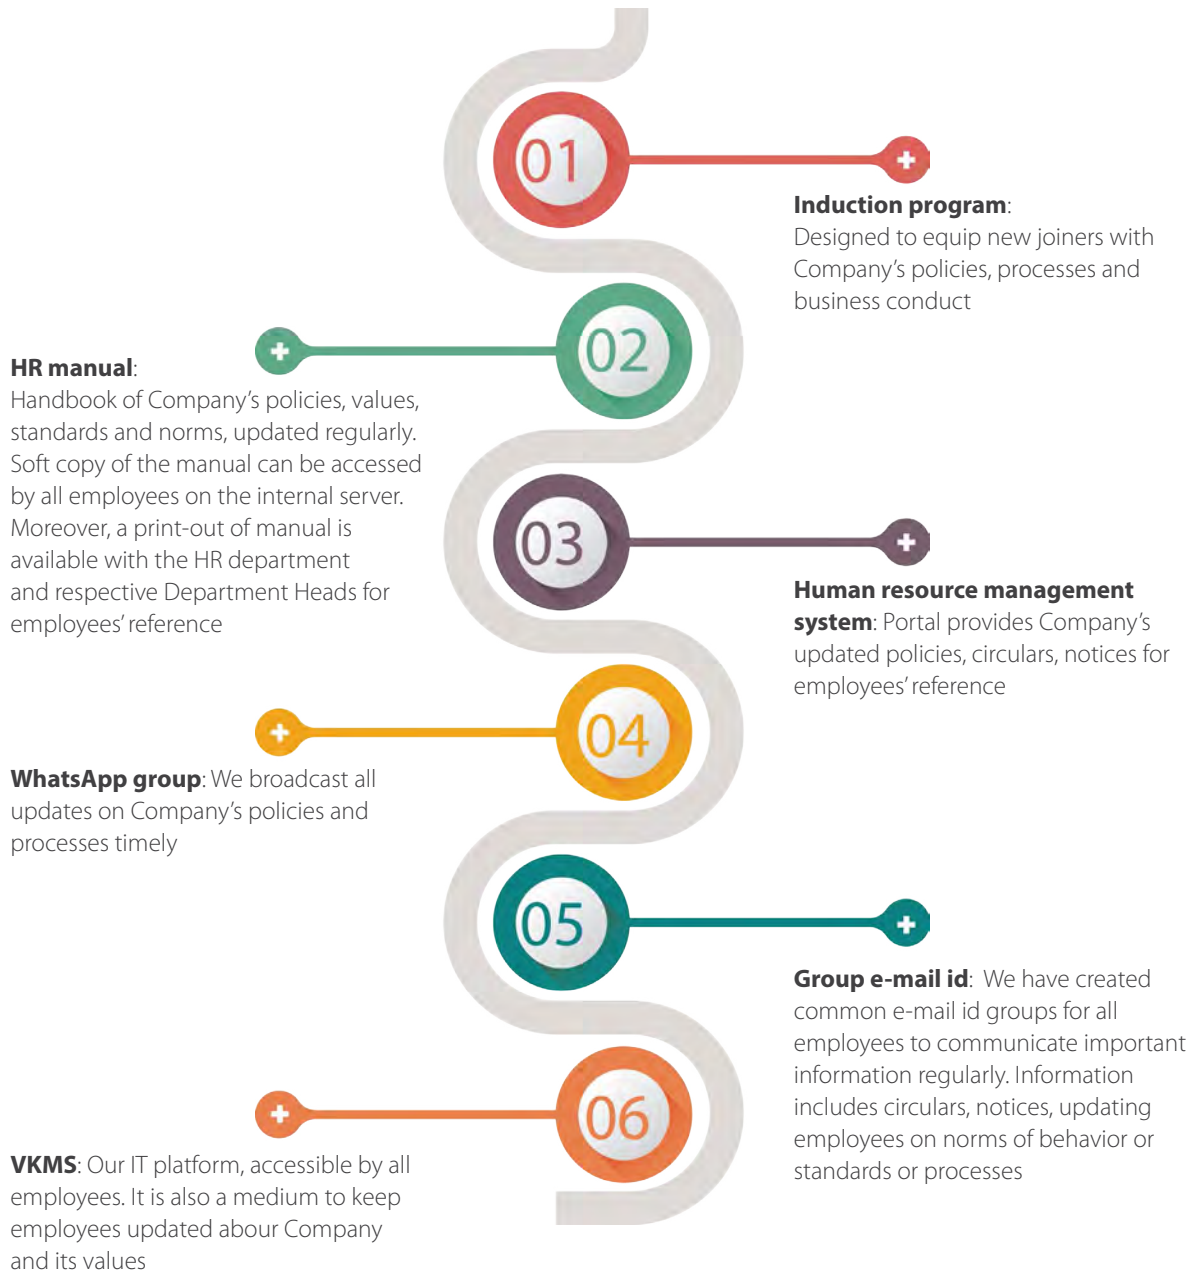 01
Induction program:
Designed to equip new joiners with
Company’s policies, processes and
business conduct
02
HR manual:
Handbook of Company’s policies, values,
standards and norms, updated regularly.
Soft copy of the manual can be accessed
by all employees on the internal server.
Moreover, a print-out of manual is
available with the HR department
and respective Department Heads for
employees’ reference
03
Human resource management
system: Portal provides Company’s
updated policies, circulars, notices for
employees’ reference
04
WhatsApp group: We broadcast all
updates on Company’s policies and
processes timely
05
Group e-mail id: We have created
common e-mail id groups for all
employees to communicate important
information regularly. Information
includes circulars, notices, updating
employees on norms of behavior or
standards or processes
06
VKMS: Our IT platform, accessible by all
employees. It is also a medium to keep
employees updated abour Company
and its values